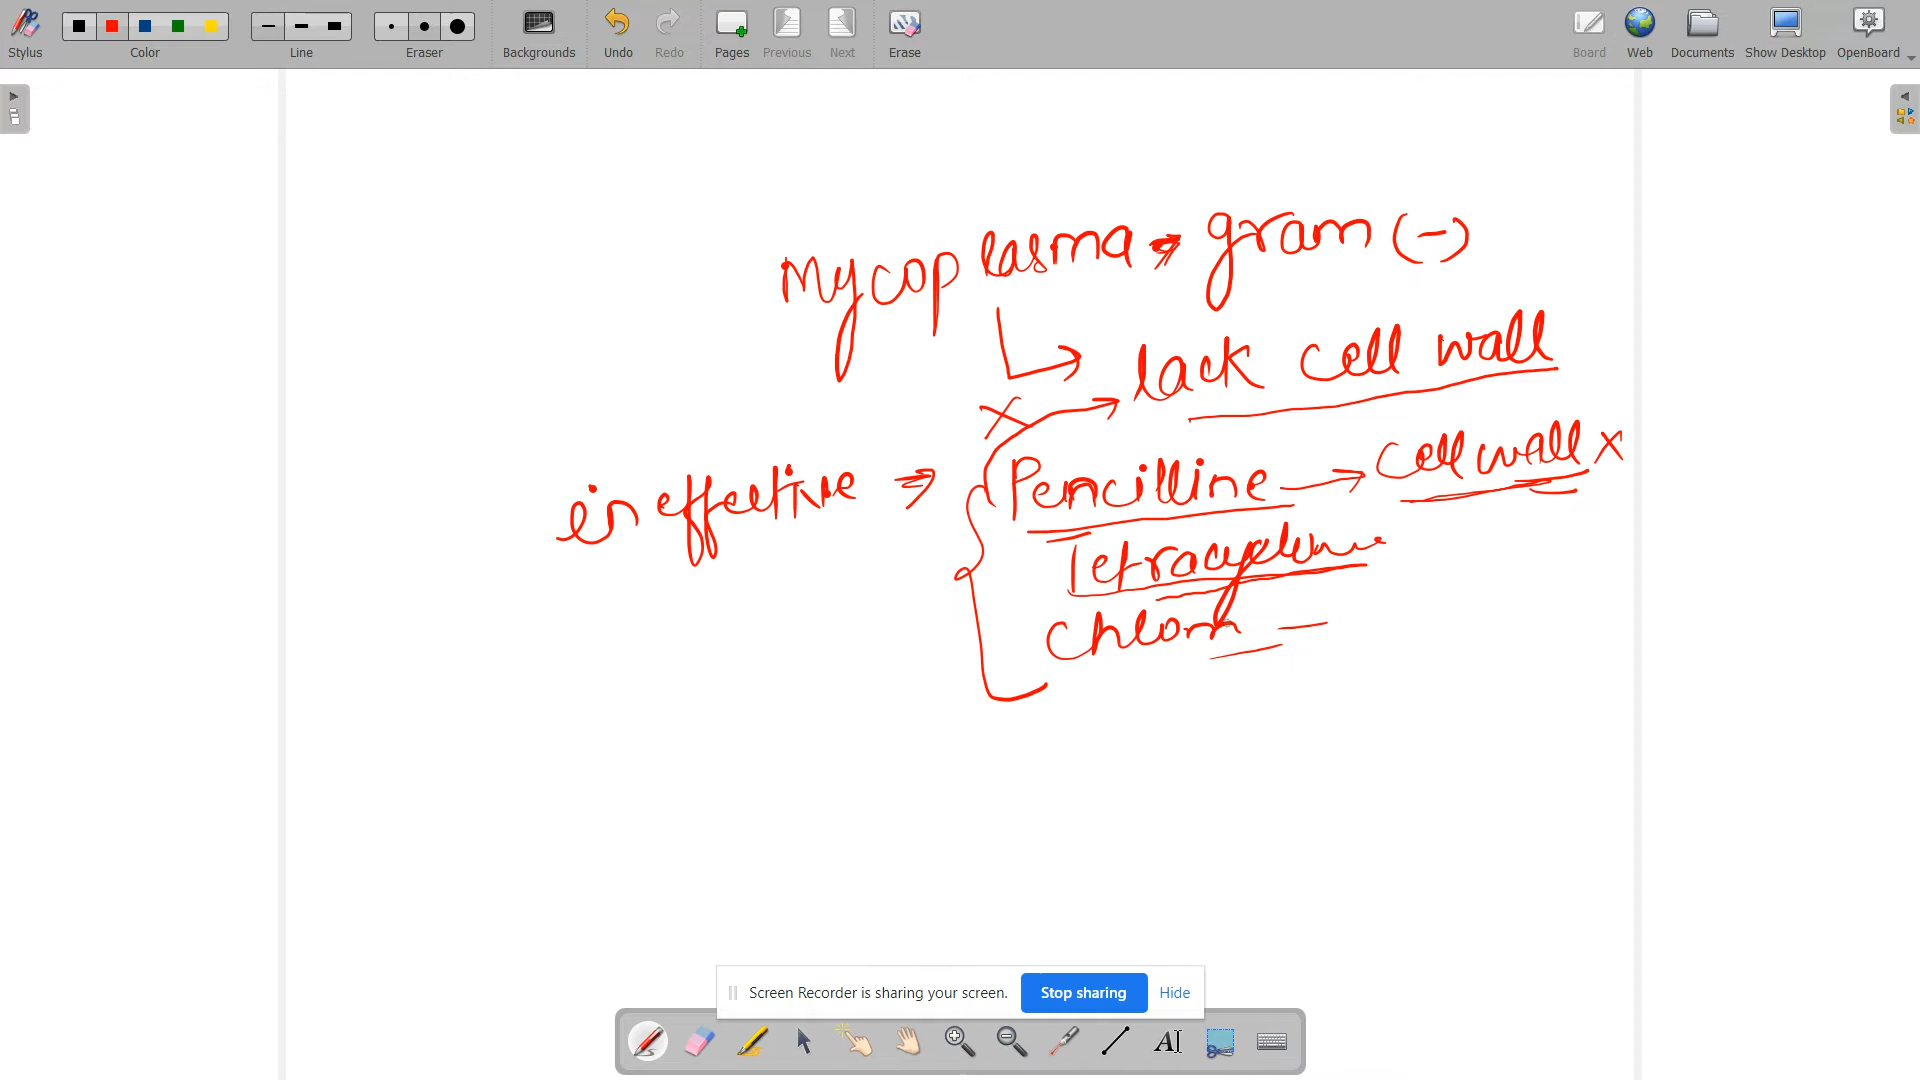 Stylus Color Line Eraser Backgrounds Undo Redo Pages Previous Next Erase Board Web Documents Show Desktop OpenBoard
Mycoplasma → gram (-)
lack cell wall
in effective ⇒ Pencilline → cell wall x
Tetracycline
Chlom —
Screen Recorder is sharing your screen. Stop sharing Hide